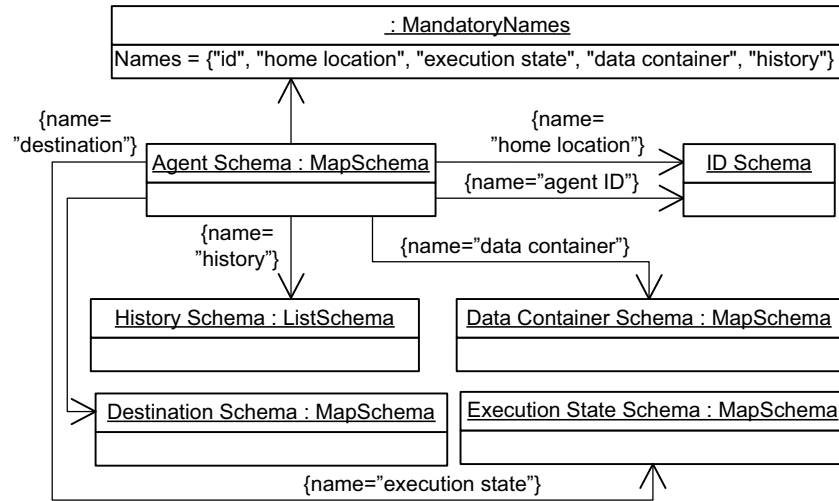 : MandatoryNames
Names = {"id", "home location", "execution state", "data container", "history"}
{name=
”destination”}
{name=
”home location”}
Agent Schema : MapSchema
ID Schema
{name=”agent ID”}
{name=
”history”}
{name=”data container”}
History Schema : ListSchema
Data Container Schema : MapSchema
Destination Schema : MapSchema
Execution State Schema : MapSchema
{name=”execution state”}